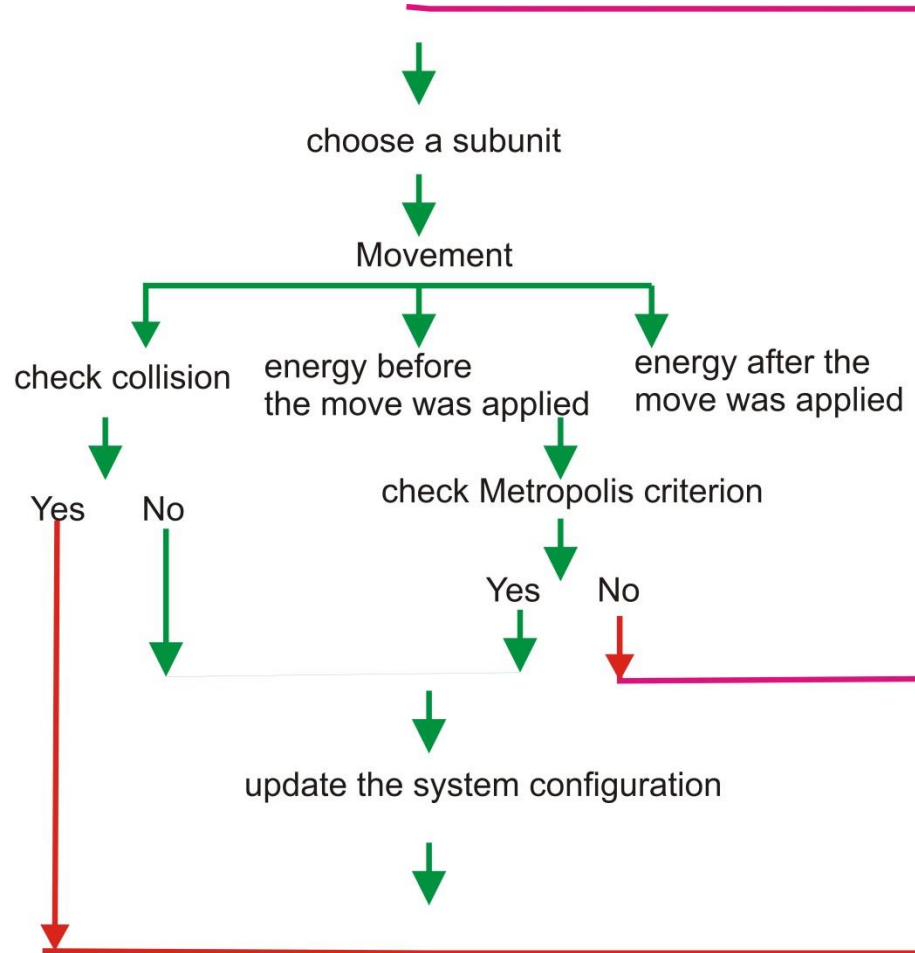 choose a subunit
Movement
check collision
energy before
the move was applied
energy after the
move was applied
check Metropolis criterion
Yes
No
Yes
No
update the system configuration